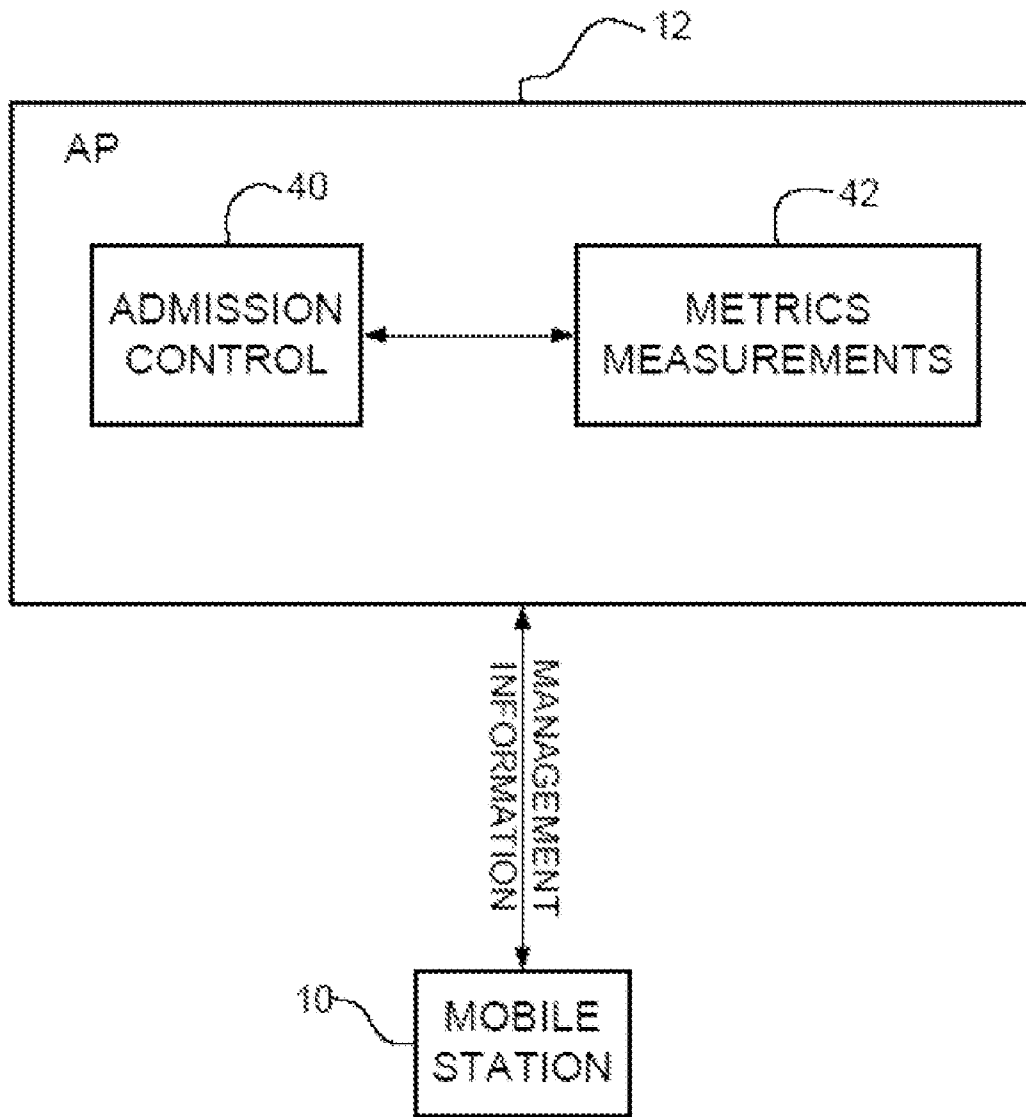 12
AP
40
42
ADMISSION
CONTROL
METRICS
MEASUREMENTS
MANAGEMENT
INFORMATION
10
MOBILE
STATION